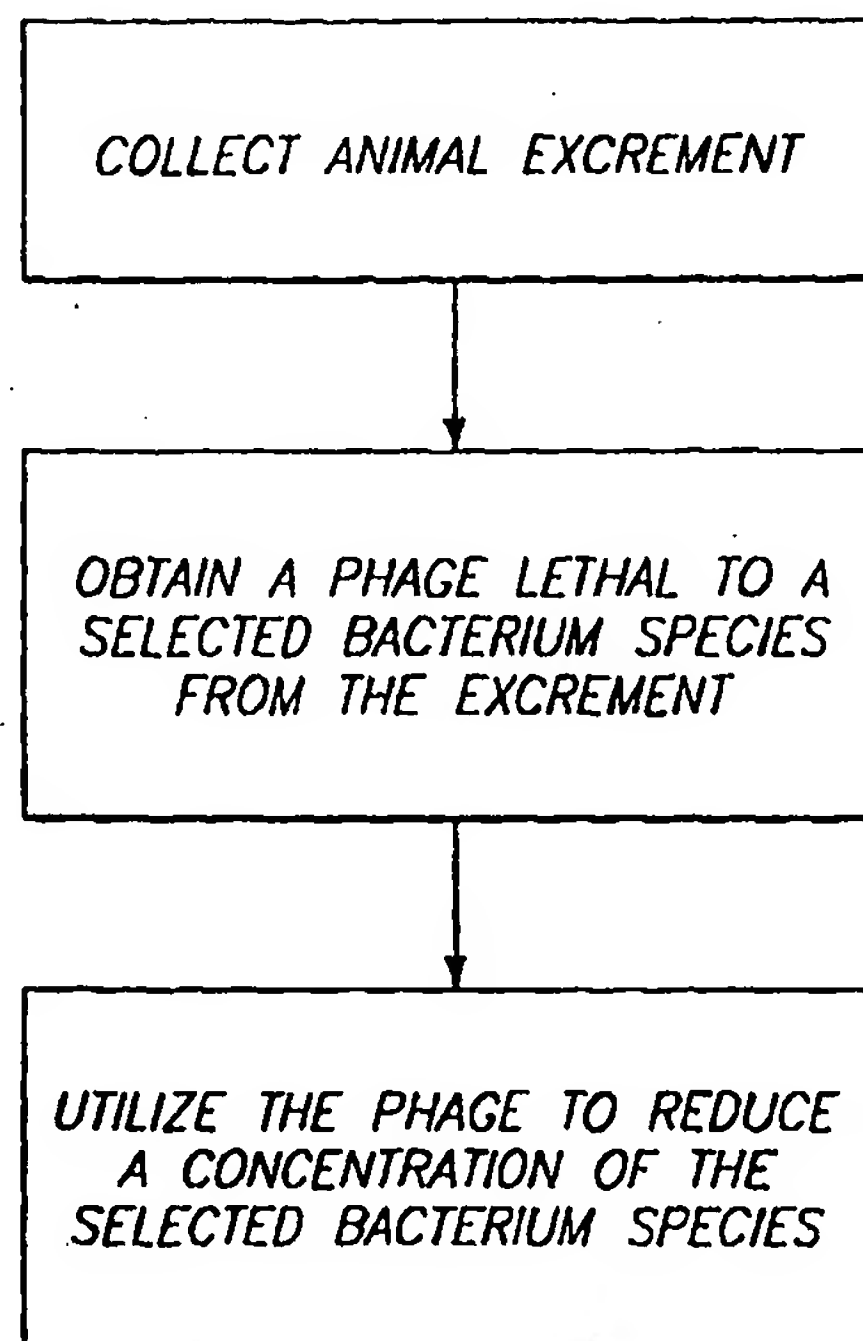 COLLECT ANIMAL EXCREMENT
OBTAIN A PHAGE LETHAL TO A
SELECTED BACTERIUM SPECIES
FROM THE EXCREMENT
UTILIZE THE PHAGE TO REDUCE
A CONCENTRATION OF THE
SELECTED BACTERIUM SPECIES